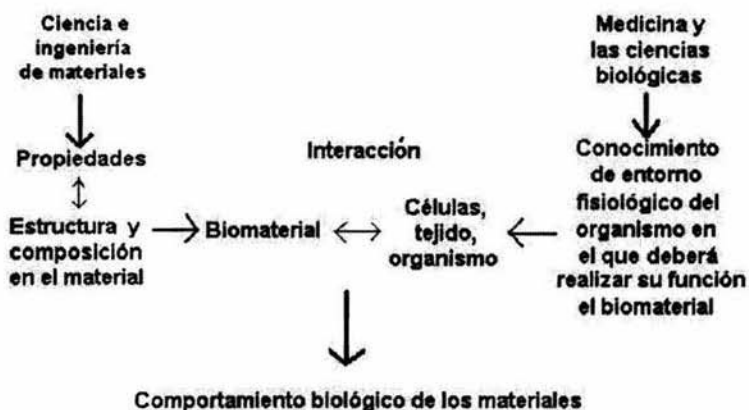 Ciencia e
ingeniería
de materiales
Propiedades
Estructura y
composición
en el material
Interacción
Biomaterial
Células,
tejido,
organismo
Medicina y
las ciencias
biológicas
Conocimiento
de entorno
fisiológico del
organismo en
el que deberá
realizar su función
el biomaterial
Comportamiento biológico de los materiales